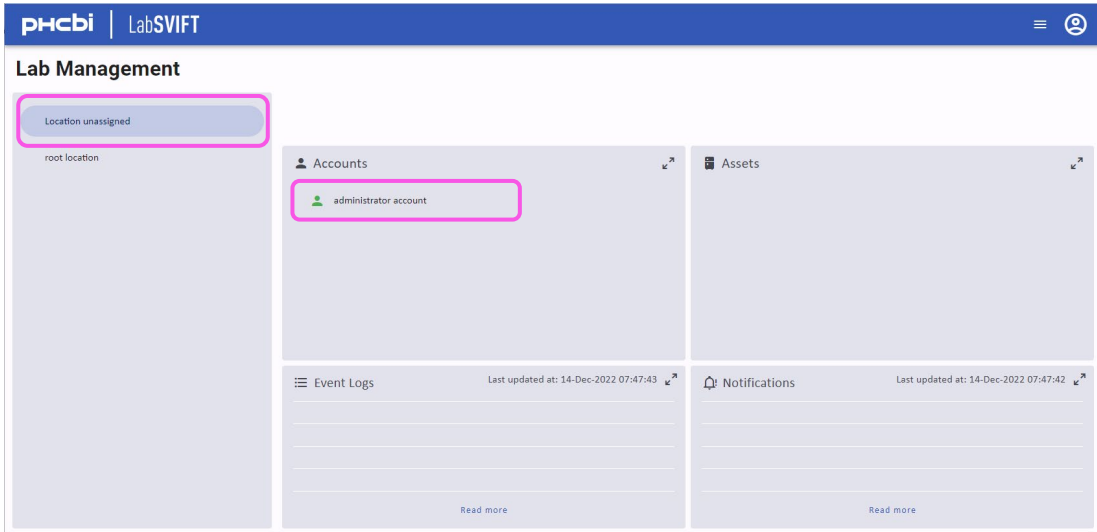 PHCbi | LabSVIFT
Lab Management
Location unassigned
root location
Accounts
administrator account
Assets
Event Logs
Last updated at: 14-Dec-2022 07:47:43
Read more
Notifications
Last updated at: 14-Dec-2022 07:47:42
Read more